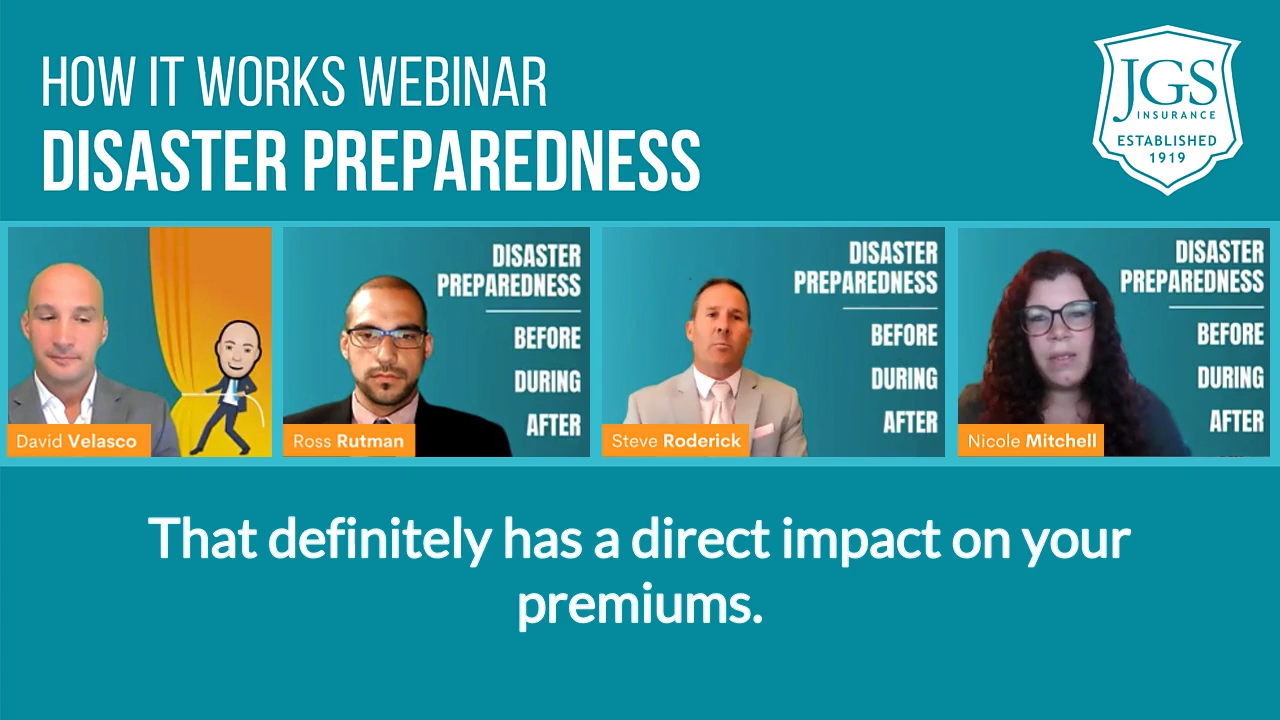 HOW IT WORKS WEBINAR
DISASTER PREPAREDNESS
JGS
INSURANCE
ESTABLISHED
1919
David Velasco
DISASTER
PREPAREDNESS
BEFORE
DURING
AFTER
Ross Rutman
DISASTER
PREPAREDNESS
BEFORE
DURING
AFTER
Steve Roderick
DISASTER
PREPAREDNESS
BEFORE
DURING
AFTER
Nicole Mitchell
That definitely has a direct impact on your
premiums.